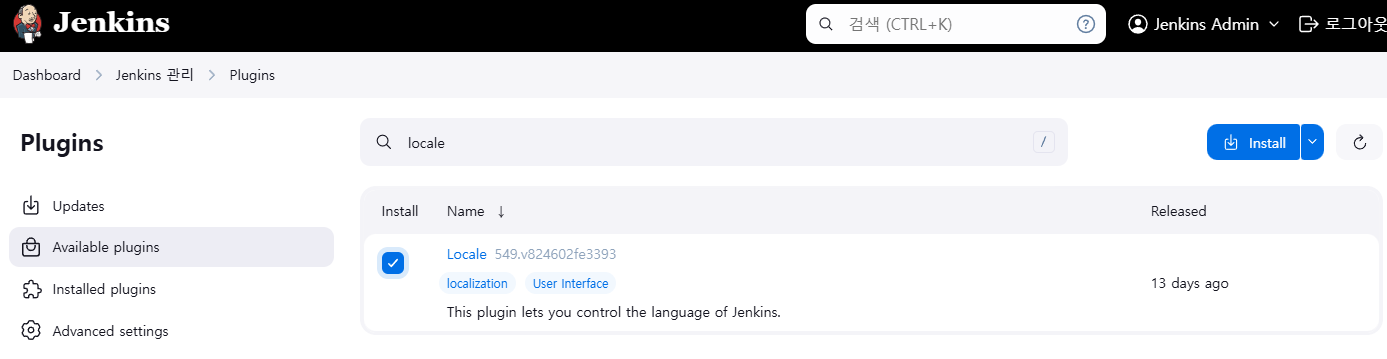 Jenkins
검색 (CTRL+K)
Jenkins Admin
로그아웃
Dashboard > Jenkins 관리 > Plugins
Plugins
locale
/
Install
Updates
Available plugins
Installed plugins
Advanced settings
Install Name ↓ Released
Locale 549.v824602fe3393
localization User Interface
This plugin lets you control the language of Jenkins.
13 days ago